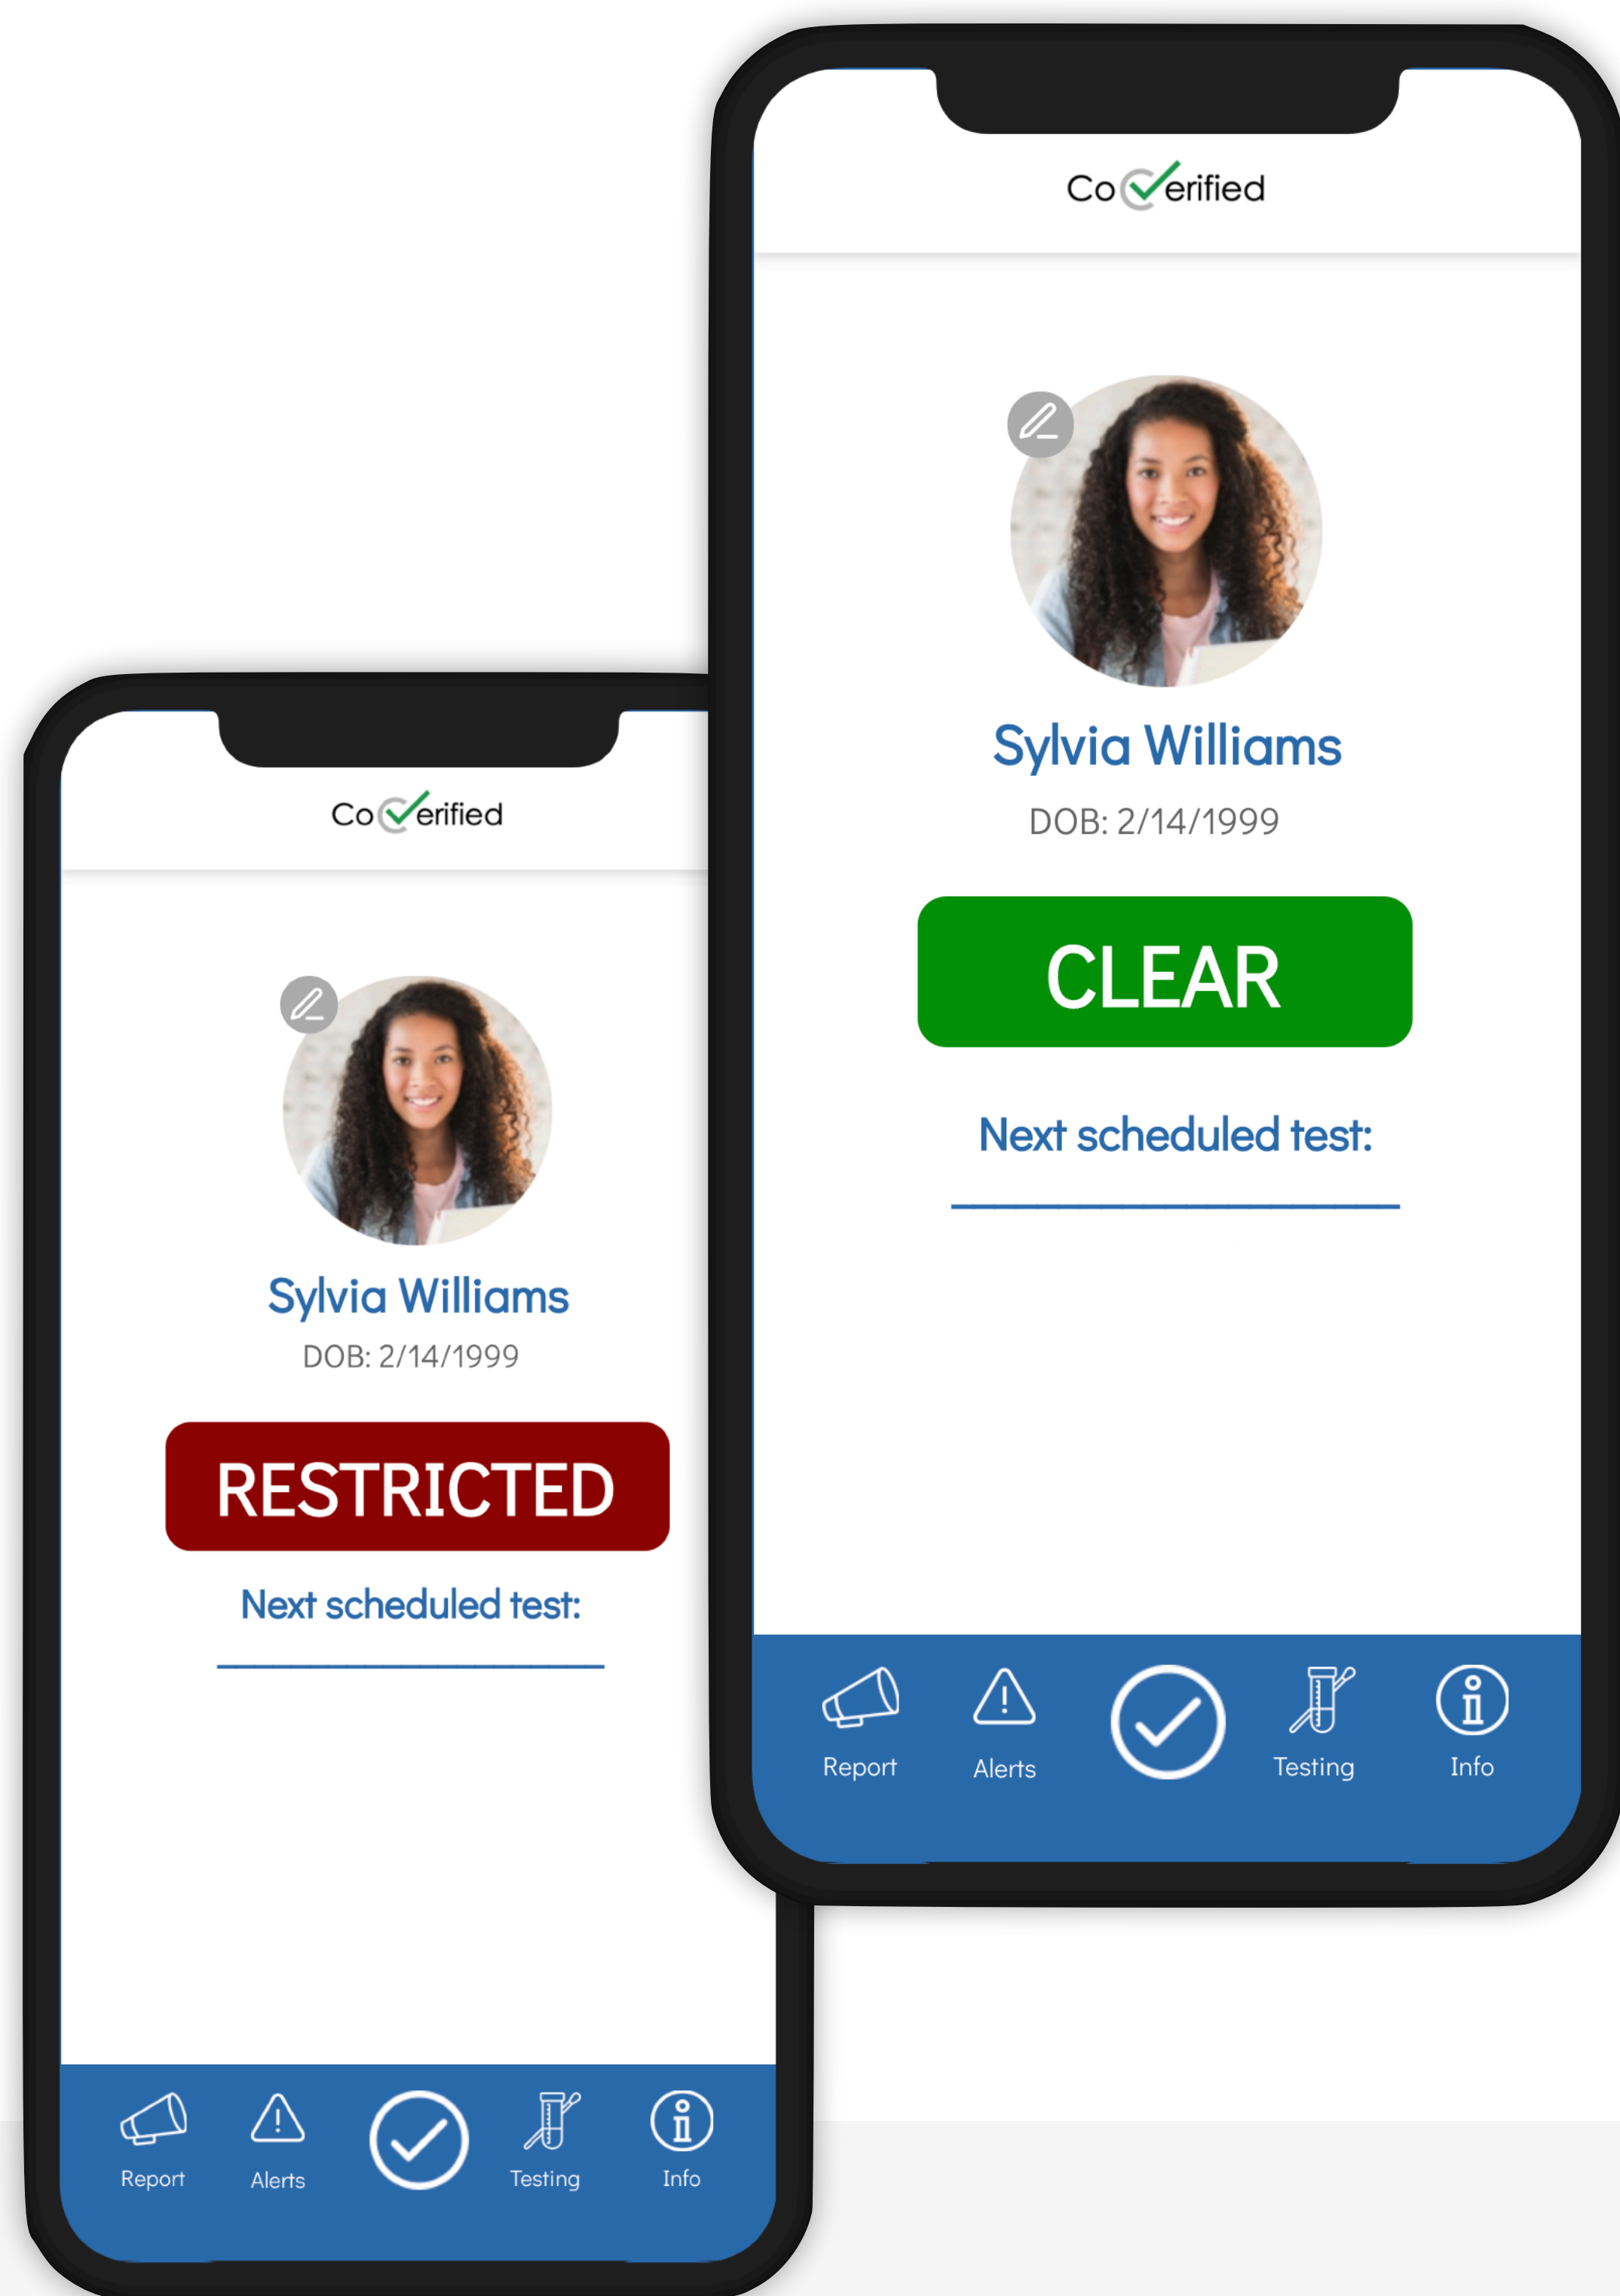 CoVerified
Sylvia Williams
DOB: 2/14/1999
CLEAR
Next scheduled test:
Report
Alerts
Testing
Info
CoVerified
Sylvia Williams
DOB: 2/14/1999
RESTRICTED
Next scheduled test:
Report
Alerts
Testing
Info